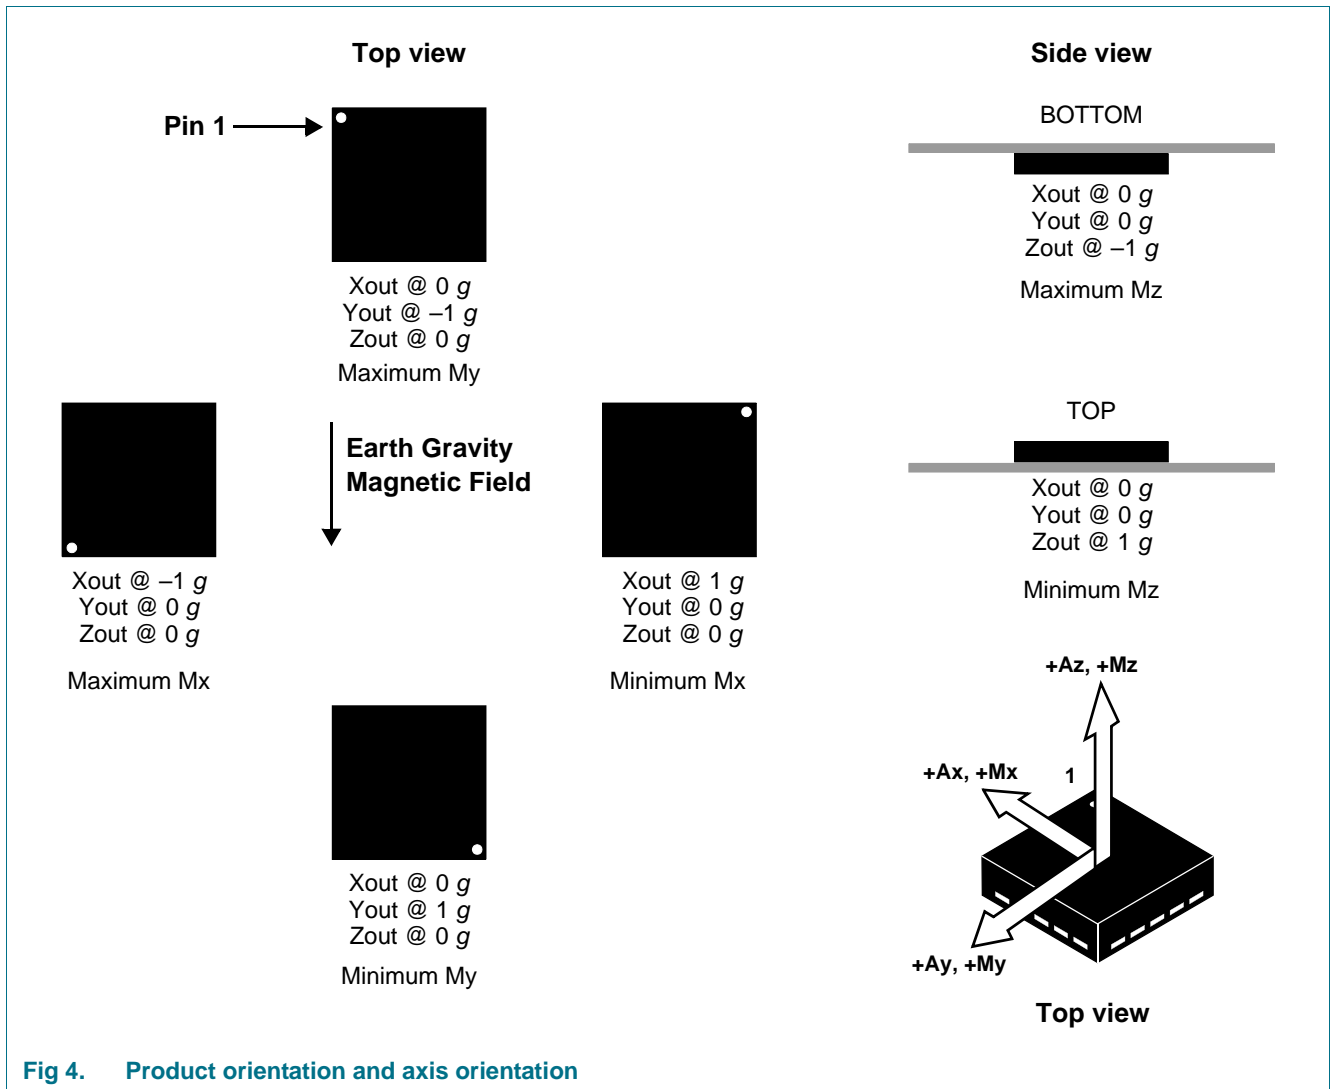 Top view
Pin 1
Xout @ 0 g
Yout @ –1 g
Zout @ 0 g
Maximum My
Earth Gravity
Magnetic Field
Xout @ –1 g
Yout @ 0 g
Zout @ 0 g
Maximum Mx
Xout @ 1 g
Yout @ 0 g
Zout @ 0 g
Minimum Mx
Xout @ 0 g
Yout @ 1 g
Zout @ 0 g
Minimum My
Side view
BOTTOM
Xout @ 0 g
Yout @ 0 g
Zout @ –1 g
Maximum Mz
TOP
Xout @ 0 g
Yout @ 0 g
Zout @ 1 g
Minimum Mz
+Az, +Mz
+Ax, +Mx
1
+Ay, +My
Top view
Fig 4. Product orientation and axis orientation